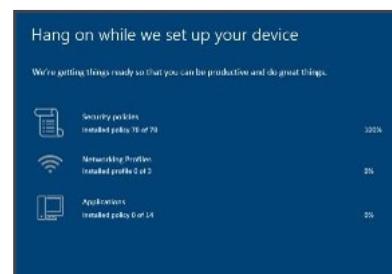 Hang on while we set up your device
We're getting things ready so that you can be productive and do great things.
Security policies
Installed policy 78 of 78
100%
Networking Profiles
Installed profile 0 of 3
0%
Applications
Installed policy 0 of 14
0%